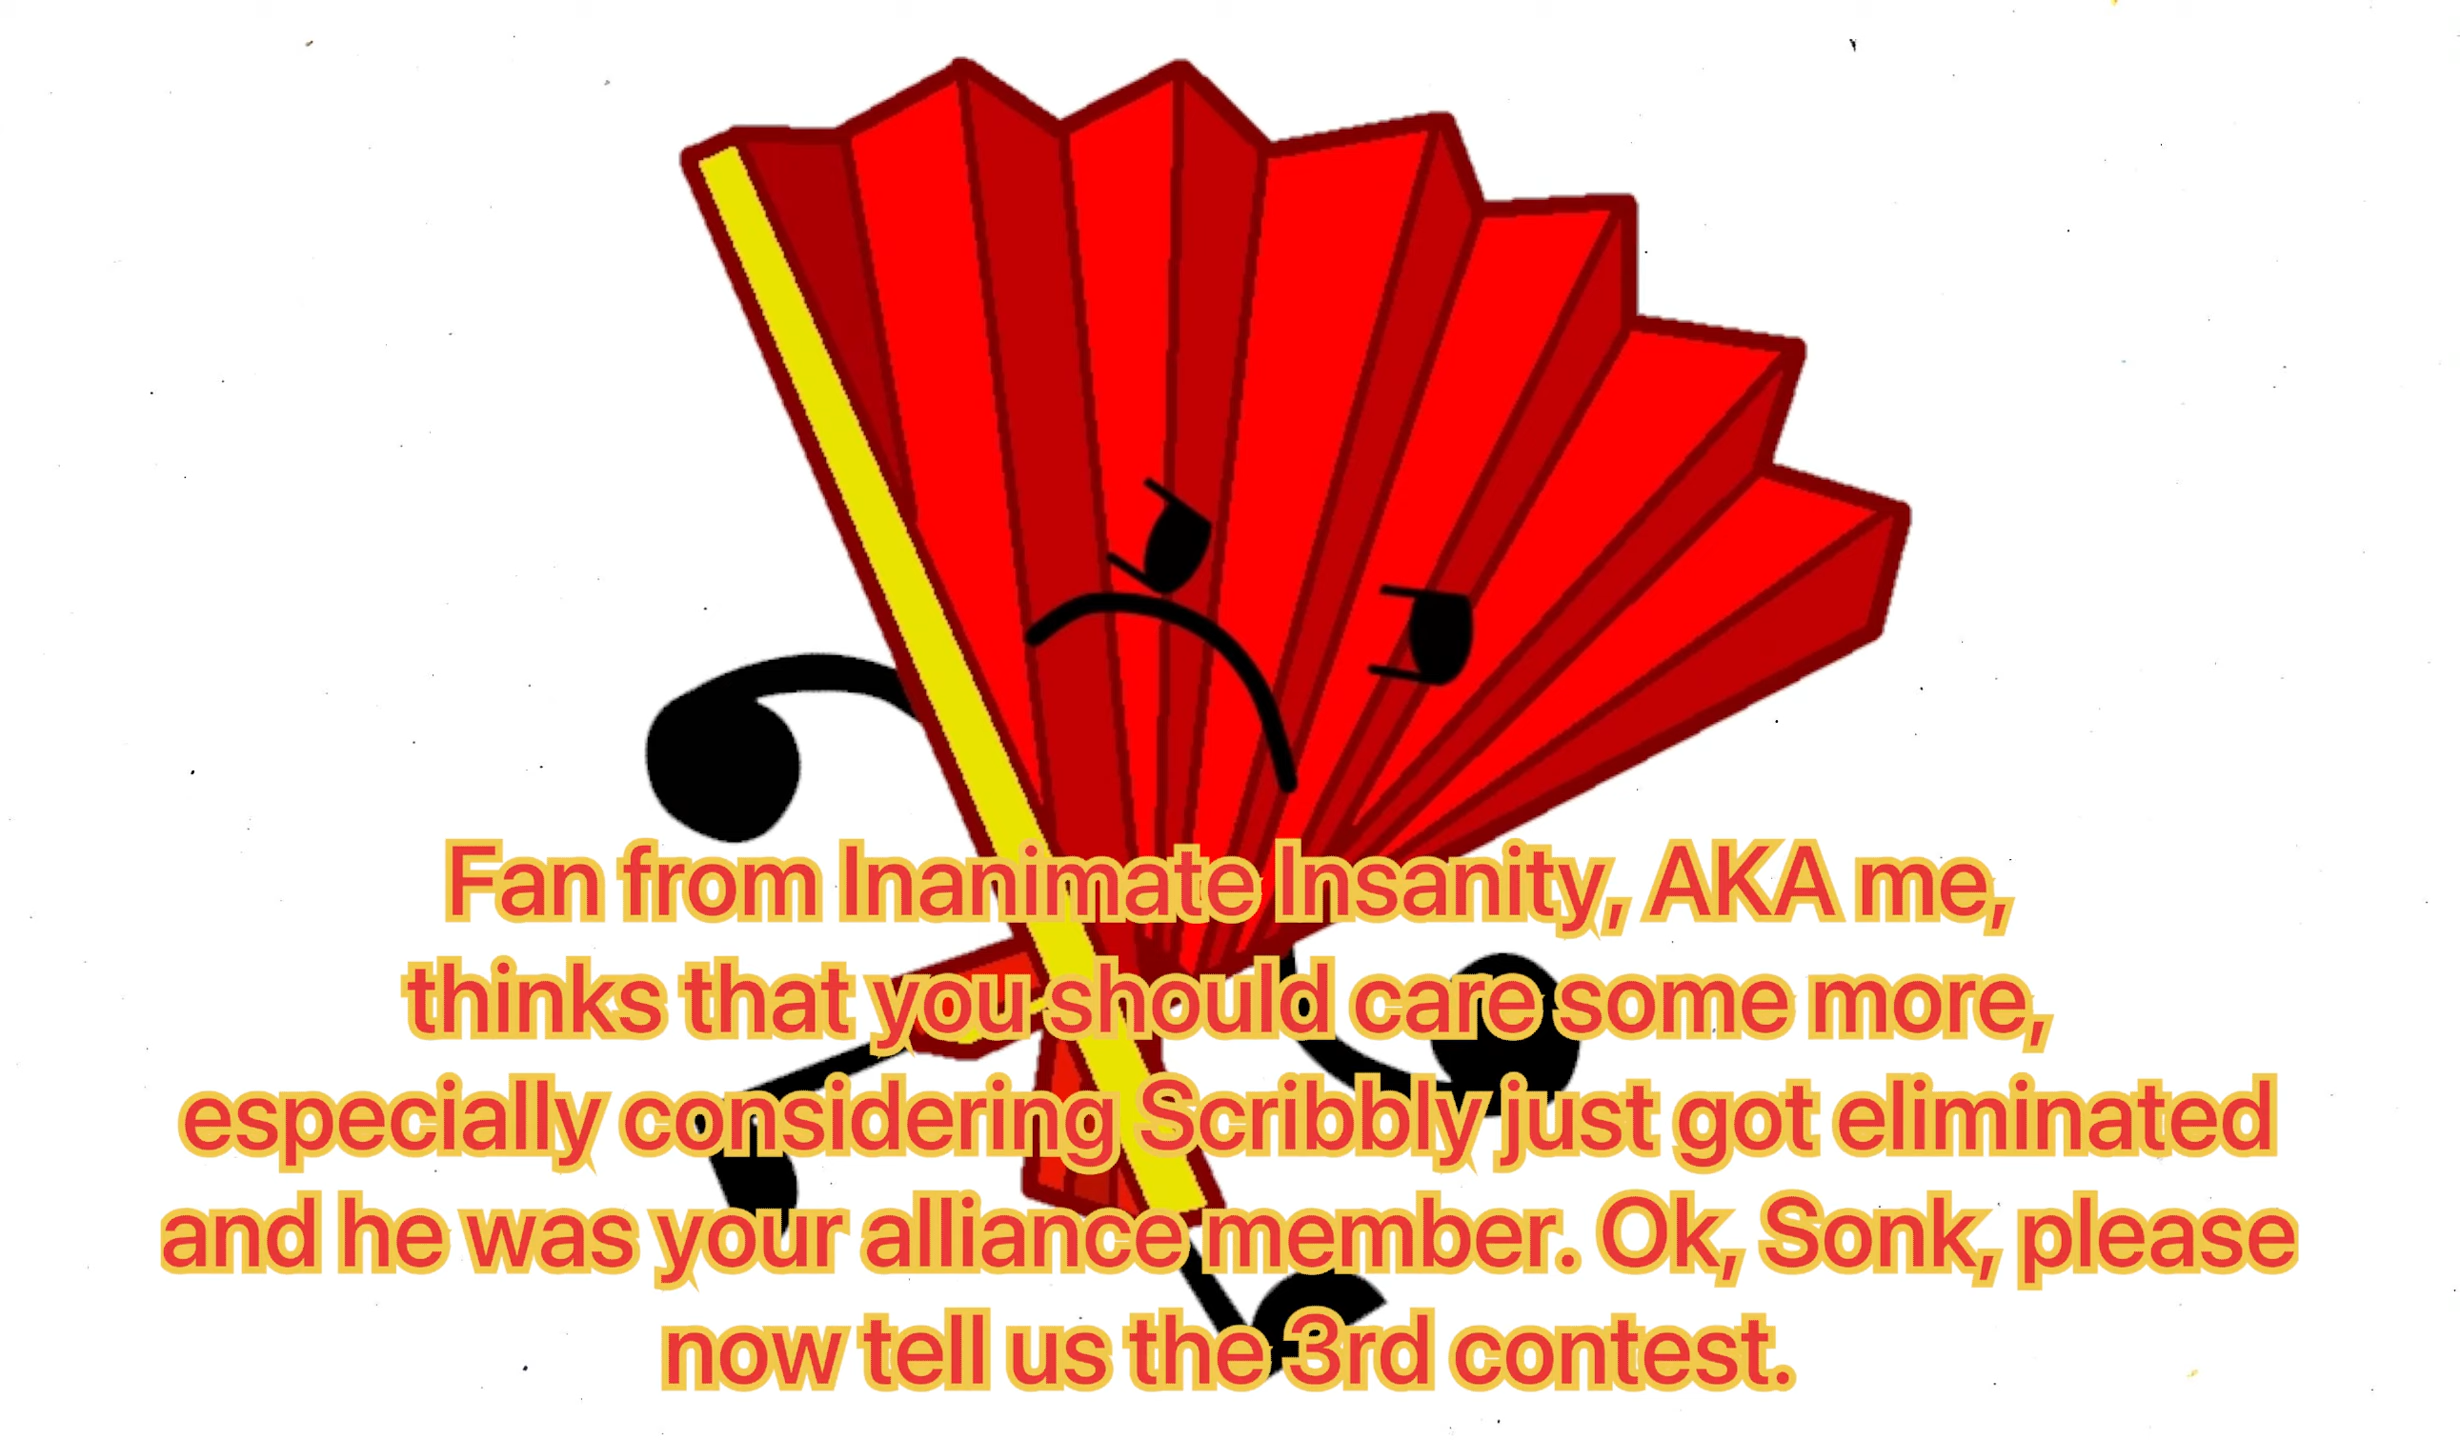 Fan from Inanimate Insanity, AKA me,
thinks that you should care some more,
especially considering Scribbly just got eliminated
and he was your alliance member. Ok, Sonk, please
now tell us the 3rd contest.